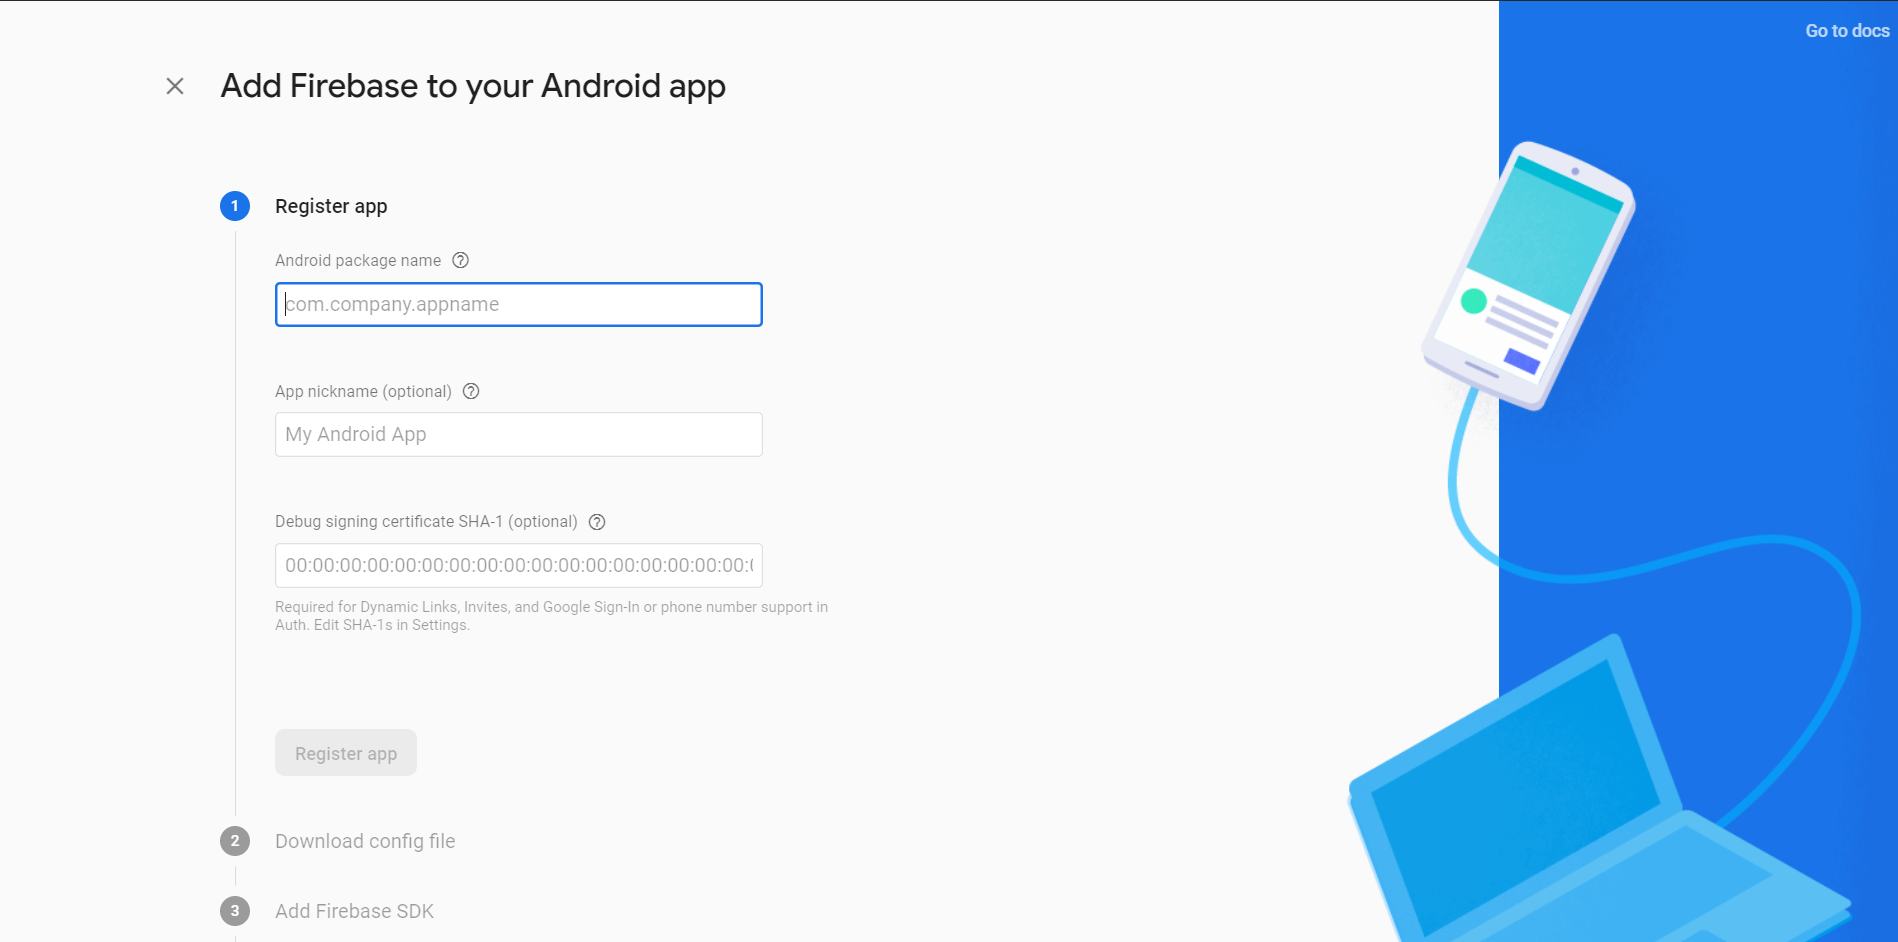 Go to docs
Add Firebase to your Android app
1 Register app
Android package name
com.company.appname
App nickname (optional)
My Android App
Debug signing certificate SHA-1 (optional)
00:00:00:00:00:00:00:00:00:00:00:00:00:00:00:00:00:
Required for Dynamic Links, Invites, and Google Sign-In or phone number support in
Auth. Edit SHA-1s in Settings.
Register app
2 Download config file
3 Add Firebase SDK